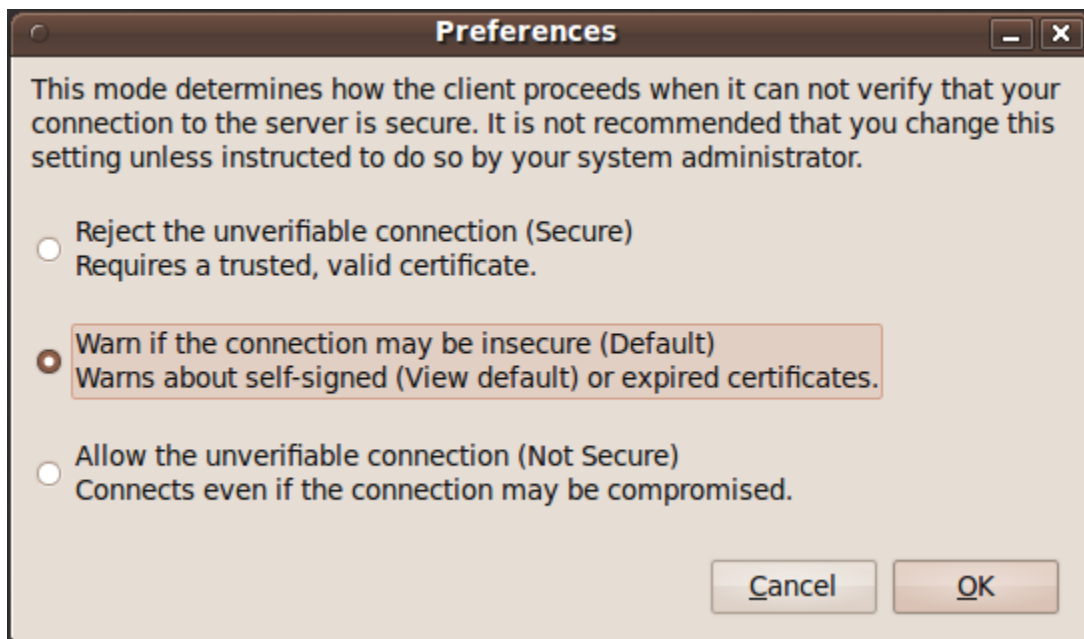 Preferences
This mode determines how the client proceeds when it can not verify that your
connection to the server is secure. It is not recommended that you change this
setting unless instructed to do so by your system administrator.
Reject the unverifiable connection (Secure)
Requires a trusted, valid certificate.
Warn if the connection may be insecure (Default)
Warns about self-signed (View default) or expired certificates.
Allow the unverifiable connection (Not Secure)
Connects even if the connection may be compromised.
Cancel
OK